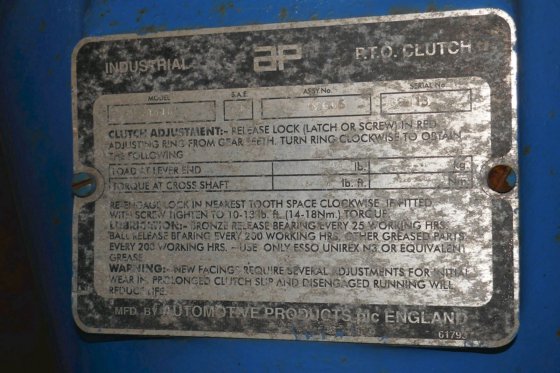 INDUSTRIAL AP P.T.O. CLUTCH
MODEL S.A.E. ASSY.No. SERIAL No.
CLUTCH ADJUSTMENT:- RELEASE LOCK (LATCH OR SCREW) IN RED
ADJUSTING RING FROM GEAR TEETH. TURN RING CLOCKWISE TO OBTAIN
THE FOLLOWING
LOAD AT LEVER END lb.
TORQUE AT CROSS SHAFT lb. ft. Nm.
RE-ENGAGE LOCK IN NEAREST TOOTH SPACE CLOCKWISE. IF FITTED
WITH SCREW TIGHTEN TO 10-13 lb. ft. (14-18Nm.) TORQUE.
LUBRICATION:- BRONZE RELEASE BEARING EVERY 25 WORKING HRS.
BALL RELEASE BEARING EVERY 200 WORKING HRS. OTHER GREASED PARTS
EVERY 200 WORKING HRS. - USE ONLY ESSO UNIREX N3 OR EQUIVALENT
GREASE
WARNING:- NEW FACINGS REQUIRE SEVERAL ADJUSTMENTS FOR INITIAL
WEAR IN, PROLONGED CLUTCH SLIP AND DISENGAGED RUNNING WILL
REDUCE LIFE.
MFD. BY AUTOMOTIVE PRODUCTS plc ENGLAND